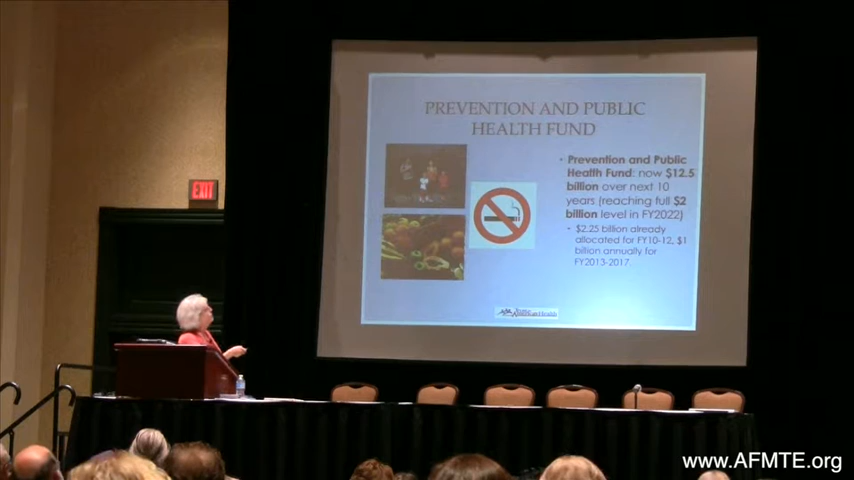 PREVENTION AND PUBLIC
HEALTH FUND
EXIT
• Prevention and Public
Health Fund: now $12.5
billion over next 10
years (reaching full $2
billion level in FY2022)
• $2.25 billion already
allocated for FY10-12, $1
billion annually for
FY2013-2017.
www.AFMTE.org